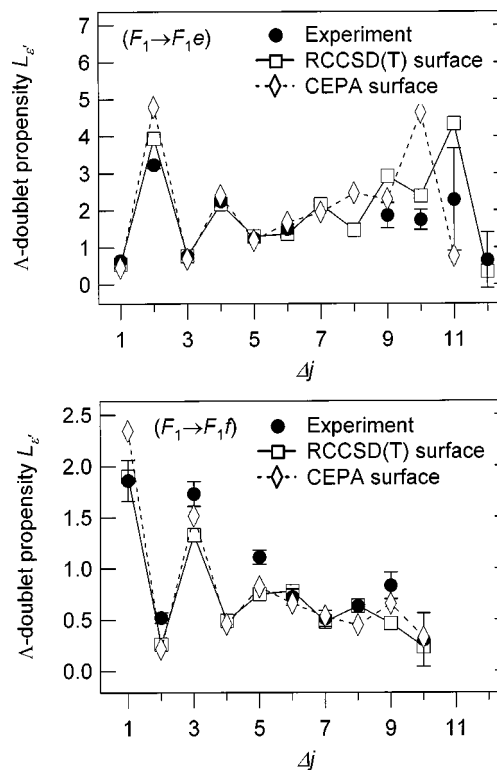 7
6
5
4
3
2
1
0
Λ-doublet propensity Lε′
(F1→F1e)
Experiment
RCCSD(T) surface
CEPA surface
1 3 5 7 9 11
Δj
2.5
2.0
1.5
1.0
0.5
0.0
Λ-doublet propensity Lε′
(F1→F1f)
Experiment
RCCSD(T) surface
CEPA surface
1 3 5 7 9 11
Δj